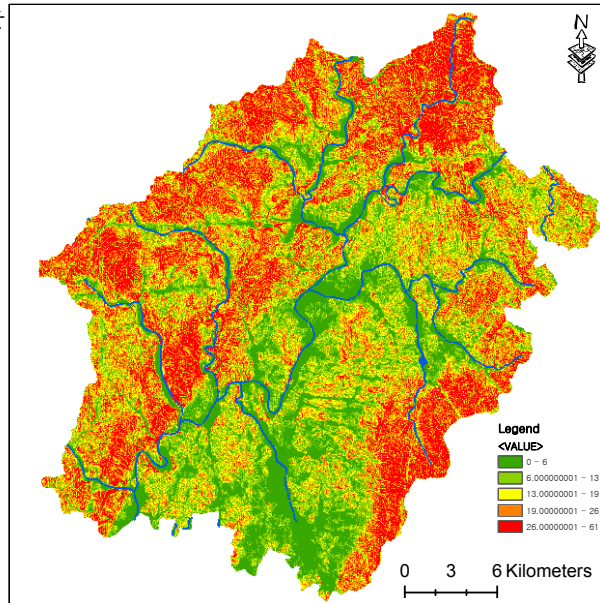 N
Legend
<VALUE>
0 - 6
6.00000001 - 13
13.00000001 - 19
19.00000001 - 26
26.00000001 - 61
0 3 6 Kilometers